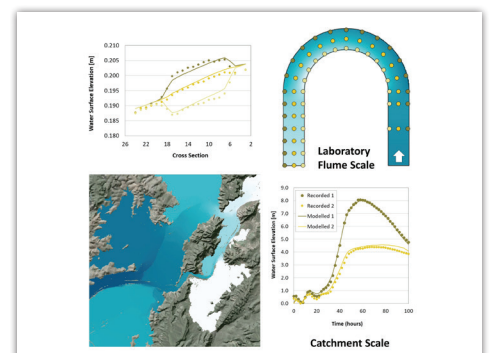 0.210
0.205
0.200
0.195
0.190
0.185
0.180
Water Surface Elevation [m]
26 22 18 14 10 6 2
Cross Section
Laboratory
Flume Scale
9.0
8.0
7.0
6.0
5.0
4.0
3.0
2.0
1.0
0.0
Water Surface Elevation [m]
Recorded 1
Recorded 2
Modelled 1
Modelled 2
0 20 40 60 80 100
Time (hours)
Catchment Scale